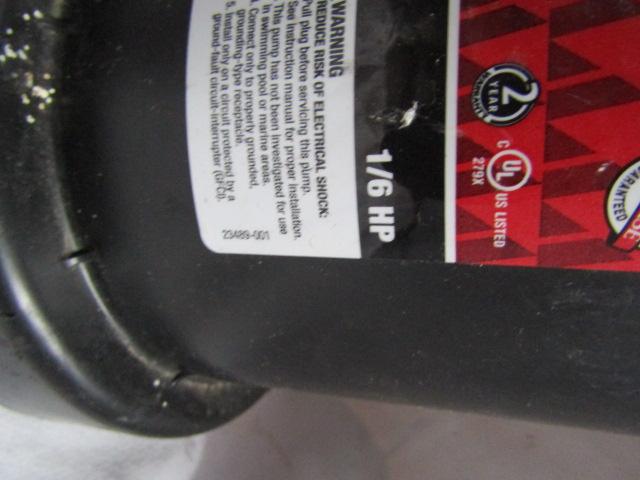 WARNING
REDUCE RISK OF ELECTRICAL SHOCK:
Pull plug before servicing this pump.
See instruction manual for proper installation.
This pump has not been investigated for use
in swimming pool or marine areas.
4. Connect only to properly grounded,
grounding-type receptacle.
5. Install only on a circuit protected by a
ground-fault circuit-interrupter (GFCI).
23489-001
1/6 HP
2
YEAR
C UL US LISTED
279X
GUARANTEED